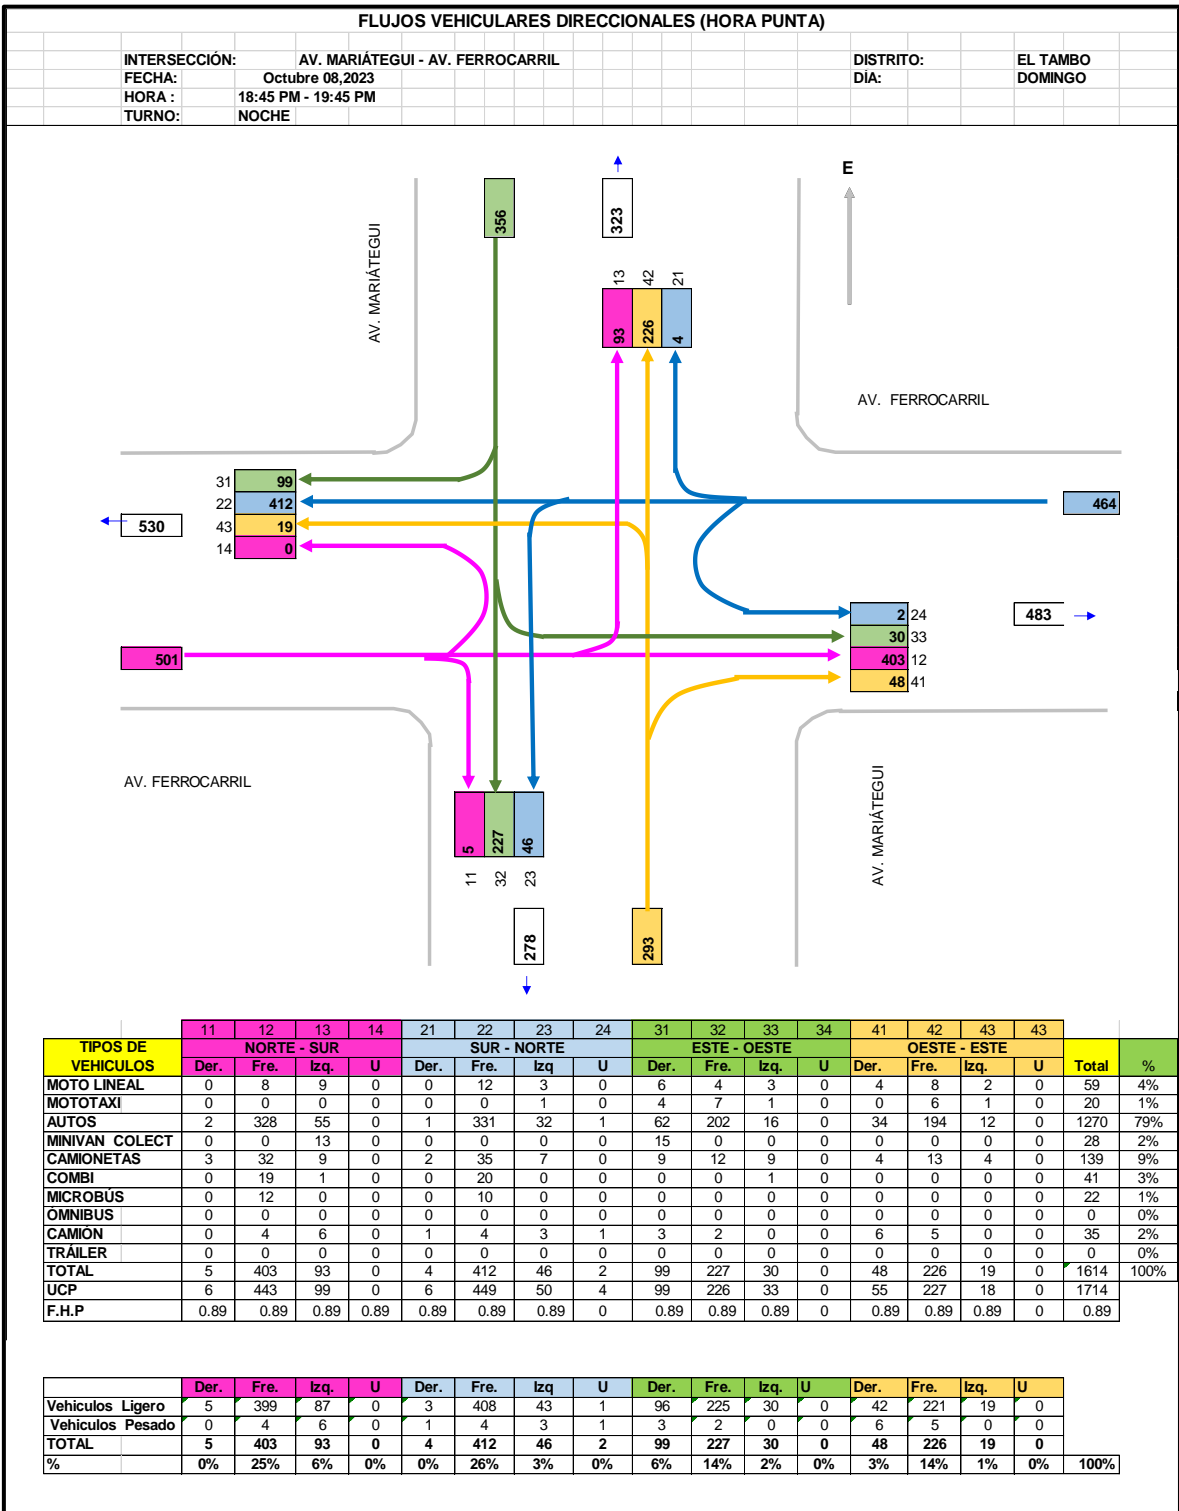 FLUJOS VEHICULARES DIRECCIONALES (HORA PUNTA)
INTERSECCIÓN: AV. MARIÁTEGUI - AV. FERROCARRIL DISTRITO: EL TAMBO
FECHA: Octubre 08,2023 DÍA: DOMINGO
HORA : 18:45 PM - 19:45 PM
TURNO: NOCHE
E
356
323
AV. MARIÁTEGUI
13 42 21
93 226 4
AV. FERROCARRIL
31 99
22 412
43 19
14 0
530
464
2 24
30 33
403 12
48 41
483
501
AV. FERROCARRIL
AV. MARIÁTEGUI
5 227 46
11 32 23
278
293
11 12 13 14 21 22 23 24 31 32 33 34 41 42 43 43
TIPOS DE VEHICULOS NORTE - SUR SUR - NORTE ESTE - OESTE OESTE - ESTE Total %
Der. Fre. Izq. U Der. Fre. Izq U Der. Fre. Izq. U Der. Fre. Izq. U
MOTO LINEAL 0 8 9 0 0 12 3 0 6 4 3 0 4 8 2 0 59 4%
MOTOTAXI 0 0 0 0 0 0 1 0 4 7 1 0 0 6 1 0 20 1%
AUTOS 2 328 55 0 1 331 32 1 62 202 16 0 34 194 12 0 1270 79%
MINIVAN COLECT 0 0 13 0 0 0 0 0 15 0 0 0 0 0 0 0 28 2%
CAMIONETAS 3 32 9 0 2 35 7 0 9 12 9 0 4 13 4 0 139 9%
COMBI 0 19 1 0 0 20 0 0 0 0 1 0 0 0 0 0 41 3%
MICROBÚS 0 12 0 0 0 10 0 0 0 0 0 0 0 0 0 0 22 1%
ÓMNIBUS 0 0 0 0 0 0 0 0 0 0 0 0 0 0 0 0 0 0%
CAMIÓN 0 4 6 0 1 4 3 1 3 2 0 0 6 5 0 0 35 2%
TRÁILER 0 0 0 0 0 0 0 0 0 0 0 0 0 0 0 0 0 0%
TOTAL 5 403 93 0 4 412 46 2 99 227 30 0 48 226 19 0 1614 100%
UCP 6 443 99 0 6 449 50 4 99 226 33 0 55 227 18 0 1714
F.H.P 0.89 0.89 0.89 0.89 0.89 0.89 0.89 0 0.89 0.89 0.89 0 0.89 0.89 0.89 0 0.89
Der. Fre. Izq. U Der. Fre. Izq U Der. Fre. Izq. U Der. Fre. Izq. U
Vehiculos Ligero 5 399 87 0 3 408 43 1 96 225 30 0 42 221 19 0
Vehiculos Pesado 0 4 6 0 1 4 3 1 3 2 0 0 6 5 0 0
TOTAL 5 403 93 0 4 412 46 2 99 227 30 0 48 226 19 0
% 0% 25% 6% 0% 0% 26% 3% 0% 6% 14% 2% 0% 3% 14% 1% 0% 100%